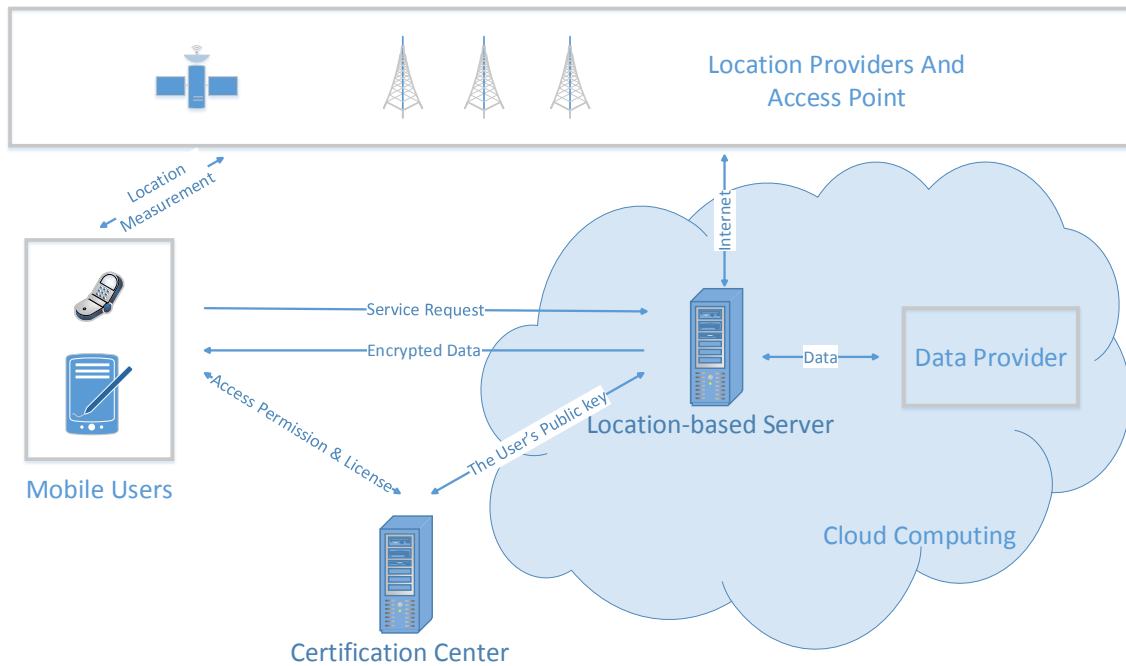 Location Providers And
Access Point
Location
Measurement
Internet
Service Request
Encrypted Data
Data
Data Provider
Access Permission & License
The User's Public key
Location-based Server
Mobile Users
Cloud Computing
Certification Center